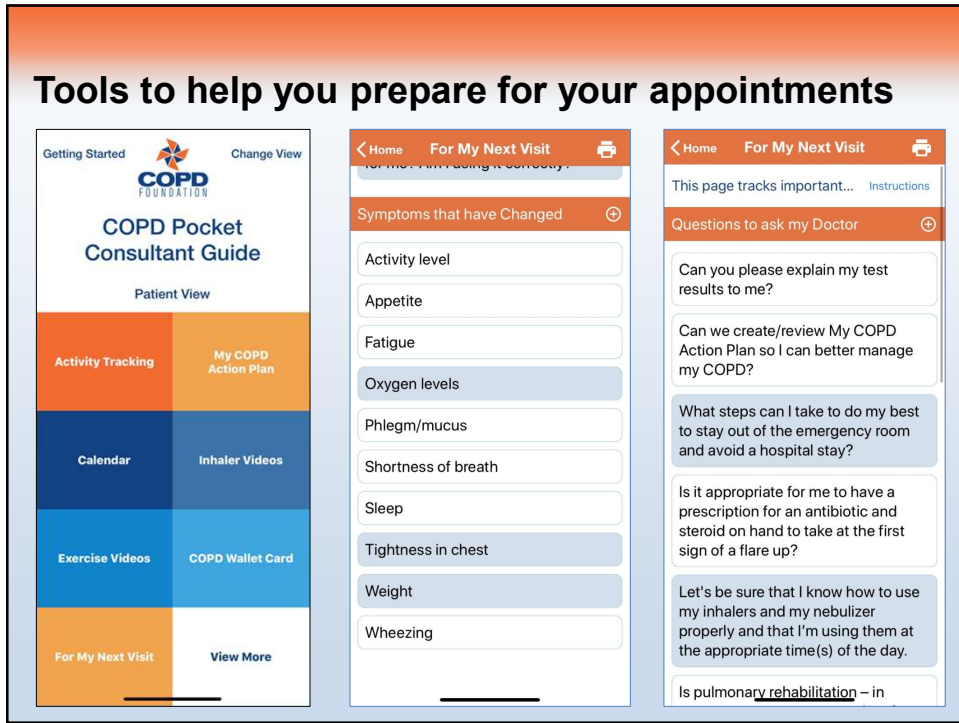 Tools to help you prepare for your appointments
Getting Started
Change View
COPD
FOUNDATION
COPD Pocket
Consultant Guide
Patient View
Activity Tracking
My COPD
Action Plan
Calendar
Inhaler Videos
Exercise Videos
COPD Wallet Card
For My Next Visit
View More
Home
For My Next Visit
for me? Am I using it correctly?
Symptoms that have Changed
Activity level
Appetite
Fatigue
Oxygen levels
Phlegm/mucus
Shortness of breath
Sleep
Tightness in chest
Weight
Wheezing
Home
For My Next Visit
This page tracks important...
Instructions
Questions to ask my Doctor
Can you please explain my test
results to me?
Can we create/review My COPD
Action Plan so I can better manage
my COPD?
What steps can I take to do my best
to stay out of the emergency room
and avoid a hospital stay?
Is it appropriate for me to have a
prescription for an antibiotic and
steroid on hand to take at the first
sign of a flare up?
Let's be sure that I know how to use
my inhalers and my nebulizer
properly and that I'm using them at
the appropriate time(s) of the day.
Is pulmonary rehabilitation – in